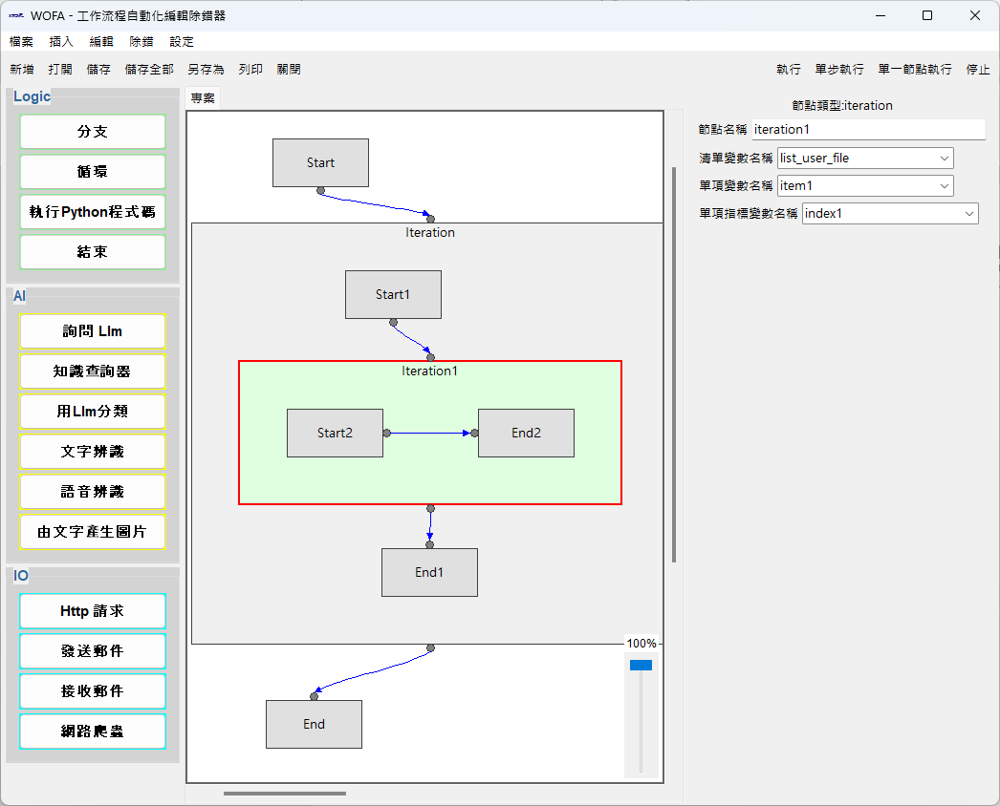 WOFA - 工作流程自動化編輯除錯器
檔案 插入 編輯 除錯 設定
新增 打開 儲存 儲存全部 另存為 列印 關閉 執行 單步執行 單一節點執行 停止
Logic
分支
循環
執行Python程式碼
結束
AI
詢問 Llm
知識查詢器
用Llm分類
文字辨識
語音辨識
由文字產生圖片
IO
Http 請求
發送郵件
接收郵件
網路爬蟲
專案
Start
Iteration
Start1
Iteration1
Start2
End2
End1
End
100%
節點類型:iteration
節點名稱 iteration1
清單變數名稱 list_user_file
單項變數名稱 item1
單項指標變數名稱 index1